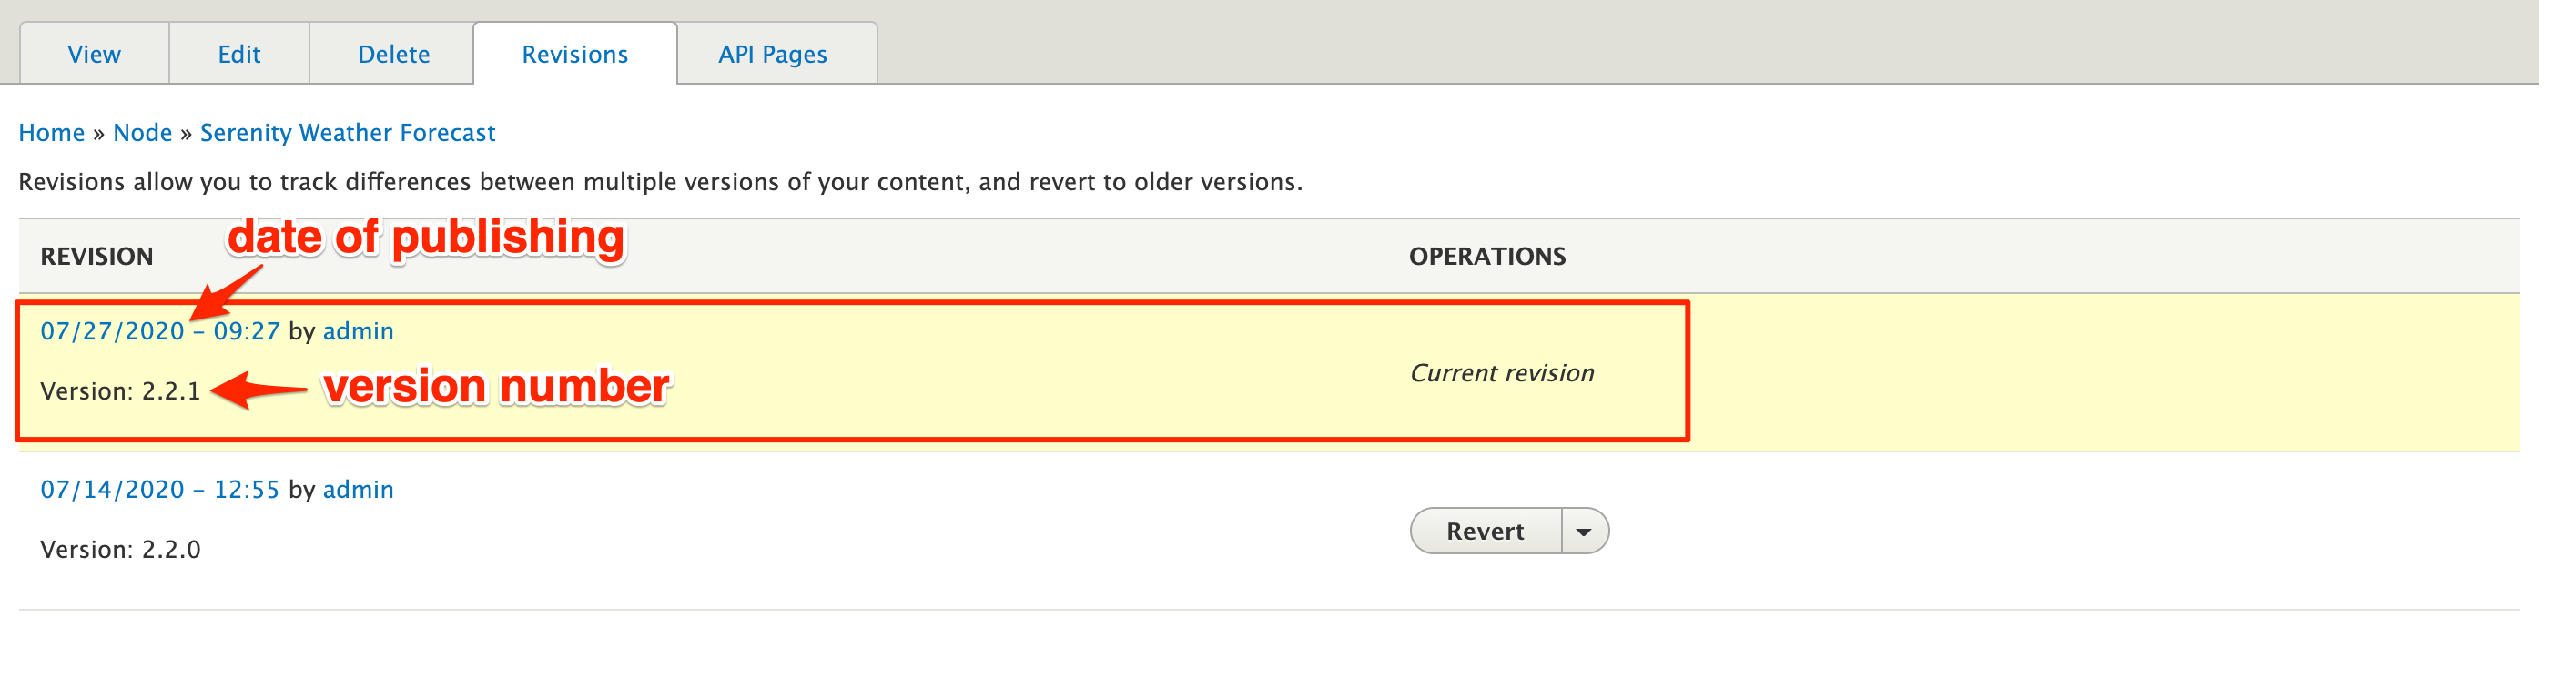 View Edit Delete Revisions API Pages
Home » Node » Serenity Weather Forecast
Revisions allow you to track differences between multiple versions of your content, and revert to older versions.
date of publishing
REVISION OPERATIONS
07/27/2020 – 09:27 by admin
Current revision
Version: 2.2.1 version number
07/14/2020 – 12:55 by admin
Revert
Version: 2.2.0